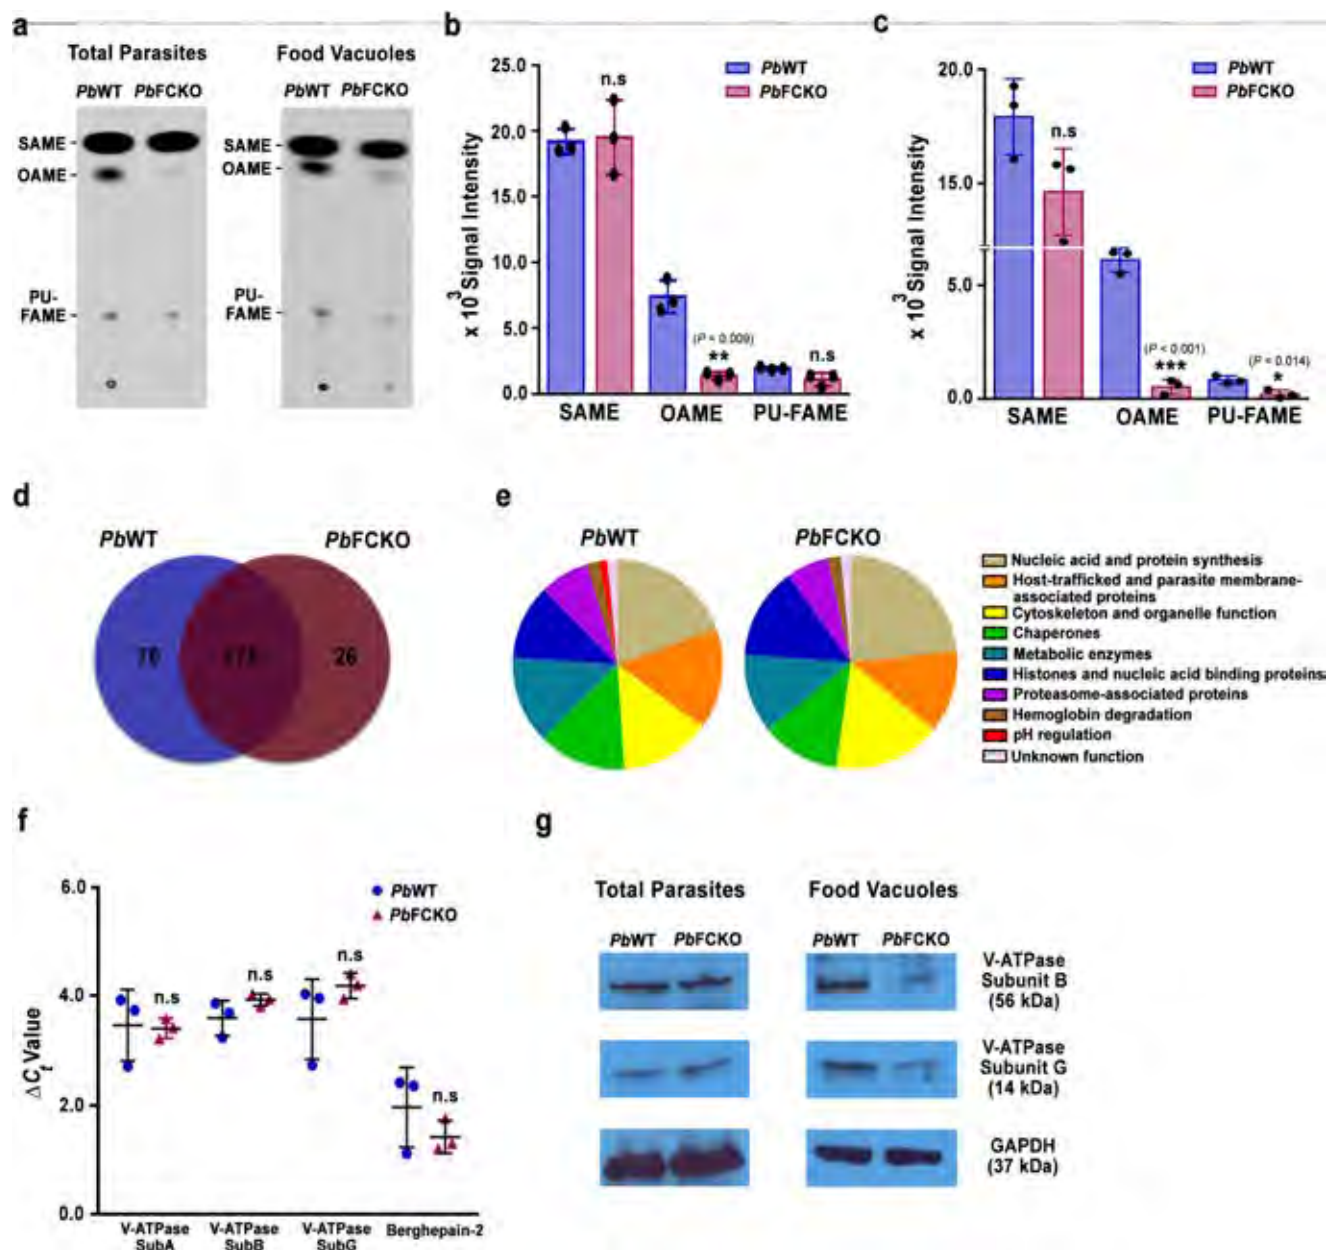 a
Total Parasites
Food Vacuoles
PbWT PbFCKO
PbWT PbFCKO
SAME
OAME
PU-
FAME
SAME
OAME
PU-
FAME
b
x 10³ Signal Intensity
25.0
20.0
15.0
10.0
5.0
0.0
PbWT
PbFCKO
n.s
(P < 0.009)
**
n.s
SAME OAME PU-FAME
c
x 10³ Signal Intensity
20.0
15.0
5.0
0.0
PbWT
PbFCKO
n.s
(P < 0.001)
***
(P < 0.014)
*
SAME OAME PU-FAME
d
PbWT
PbFCKO
26
e
PbWT
PbFCKO
Nucleic acid and protein synthesis
Host-trafficked and parasite membrane-
associated proteins
Cytoskeleton and organelle function
Chaperones
Metabolic enzymes
Histones and nucleic acid binding proteins
Proteasome-associated proteins
Hemoglobin degradation
pH regulation
Unknown function
f
ΔCt Value
6.0
4.0
2.0
0.0
PbWT
PbFCKO
n.s
n.s
n.s
n.s
V-ATPase
SubA
V-ATPase
SubB
V-ATPase
SubG
Berghepain-2
g
Total Parasites
Food Vacuoles
PbWT PbFCKO
PbWT PbFCKO
V-ATPase
Subunit B
(56 kDa)
V-ATPase
Subunit G
(14 kDa)
GAPDH
(37 kDa)